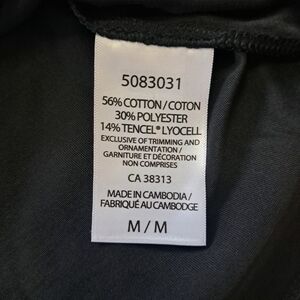 5083031
56% COTTON / COTON
30% POLYESTER
14% TENCEL® LYOCELL
EXCLUSIVE OF TRIMMING AND
ORNAMENTATION /
GARNITURE ET DÉCORATION
NON COMPRISES
CA 38313
MADE IN CAMBODIA /
FABRIQUÉ AU CAMBODGE
M / M